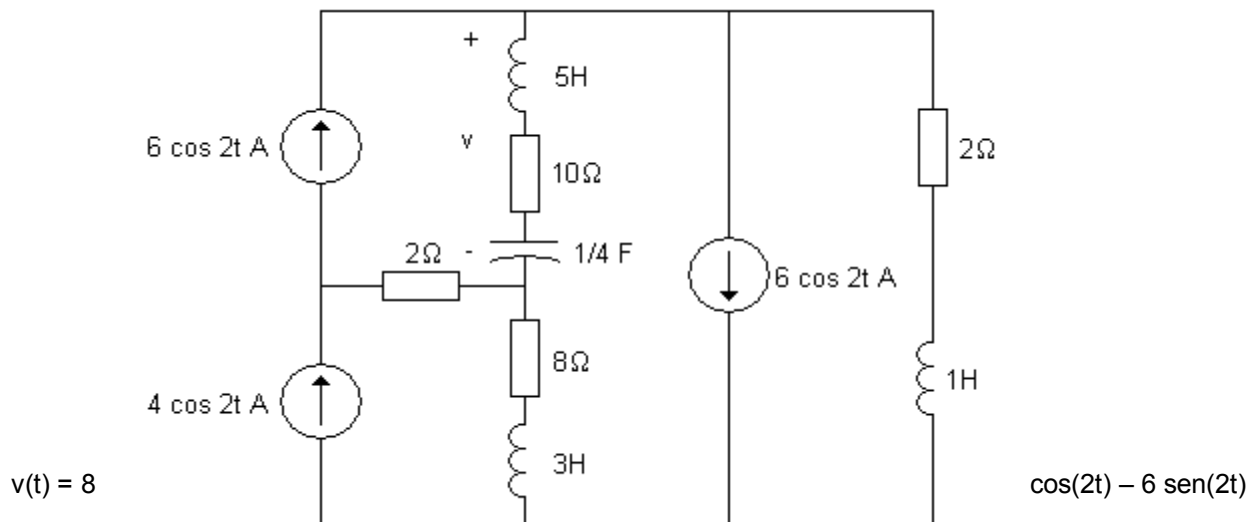 +
5H
6 cos 2t A
v
10Ω
2Ω
2Ω
-
1/4 F
6 cos 2t A
8Ω
4 cos 2t A
1H
3H
v(t) = 8 cos(2t) – 6 sen(2t)